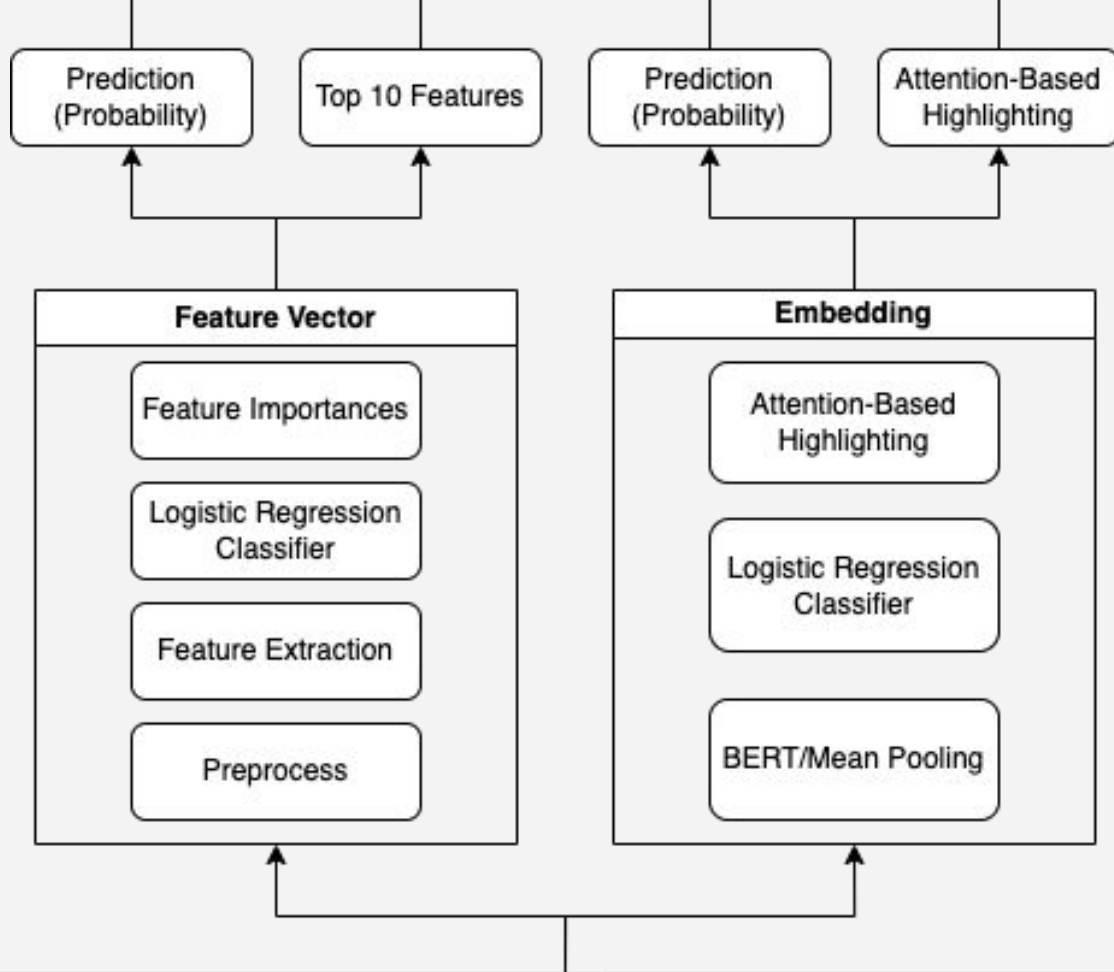 Prediction
(Probability)
Top 10 Features
Prediction
(Probability)
Attention-Based
Highlighting
Feature Vector
Feature Importances
Logistic Regression
Classifier
Feature Extraction
Preprocess
Embedding
Attention-Based
Highlighting
Logistic Regression
Classifier
BERT/Mean Pooling